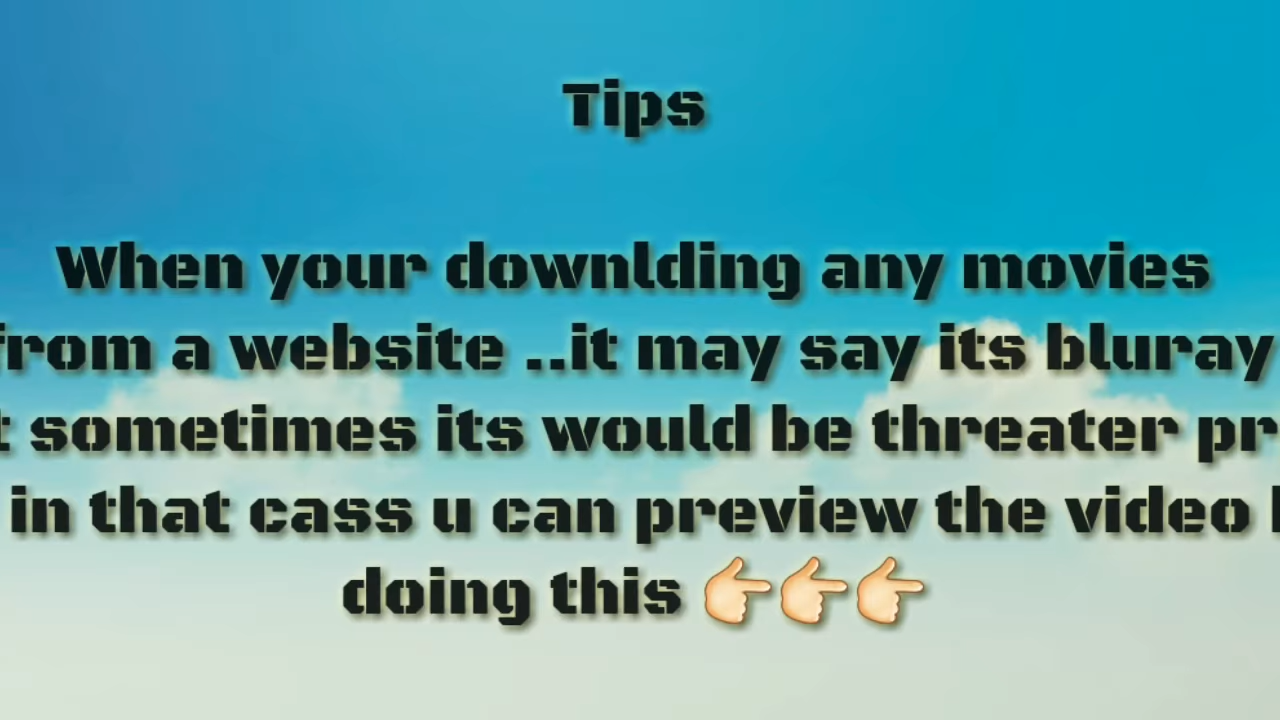 Tips
When your downlding any movies
from a website ..it may say its bluray
sometimes its would be threater
in that cass u can preview the video
doing this 👉👉👉